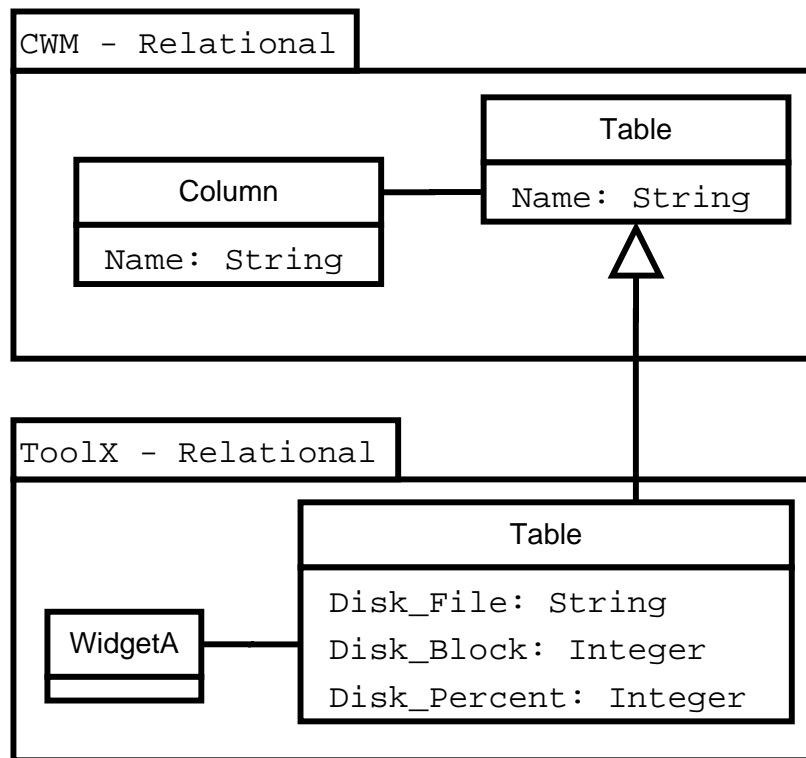 CWM - Relational
Table
Name: String
Column
Name: String
ToolX - Relational
Table
Disk_File: String
Disk_Block: Integer
Disk_Percent: Integer
WidgetA